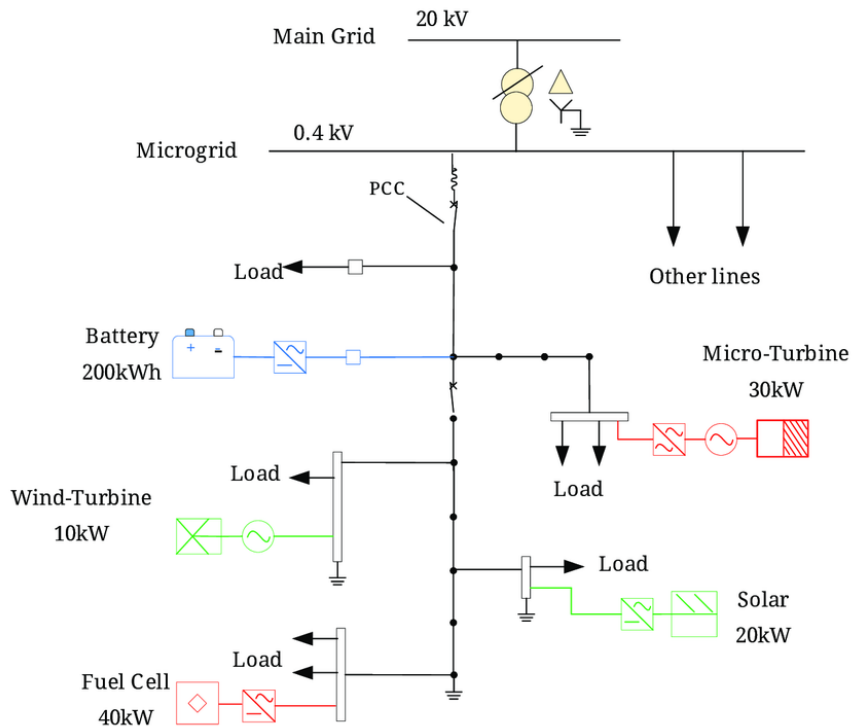 20 kV
Main Grid
0.4 kV
Microgrid
PCC
Load
Other lines
Battery
200kWh
+
-
Micro-Turbine
30kW
Load
Load
Wind-Turbine
10kW
Load
Solar
20kW
Load
Fuel Cell
40kW